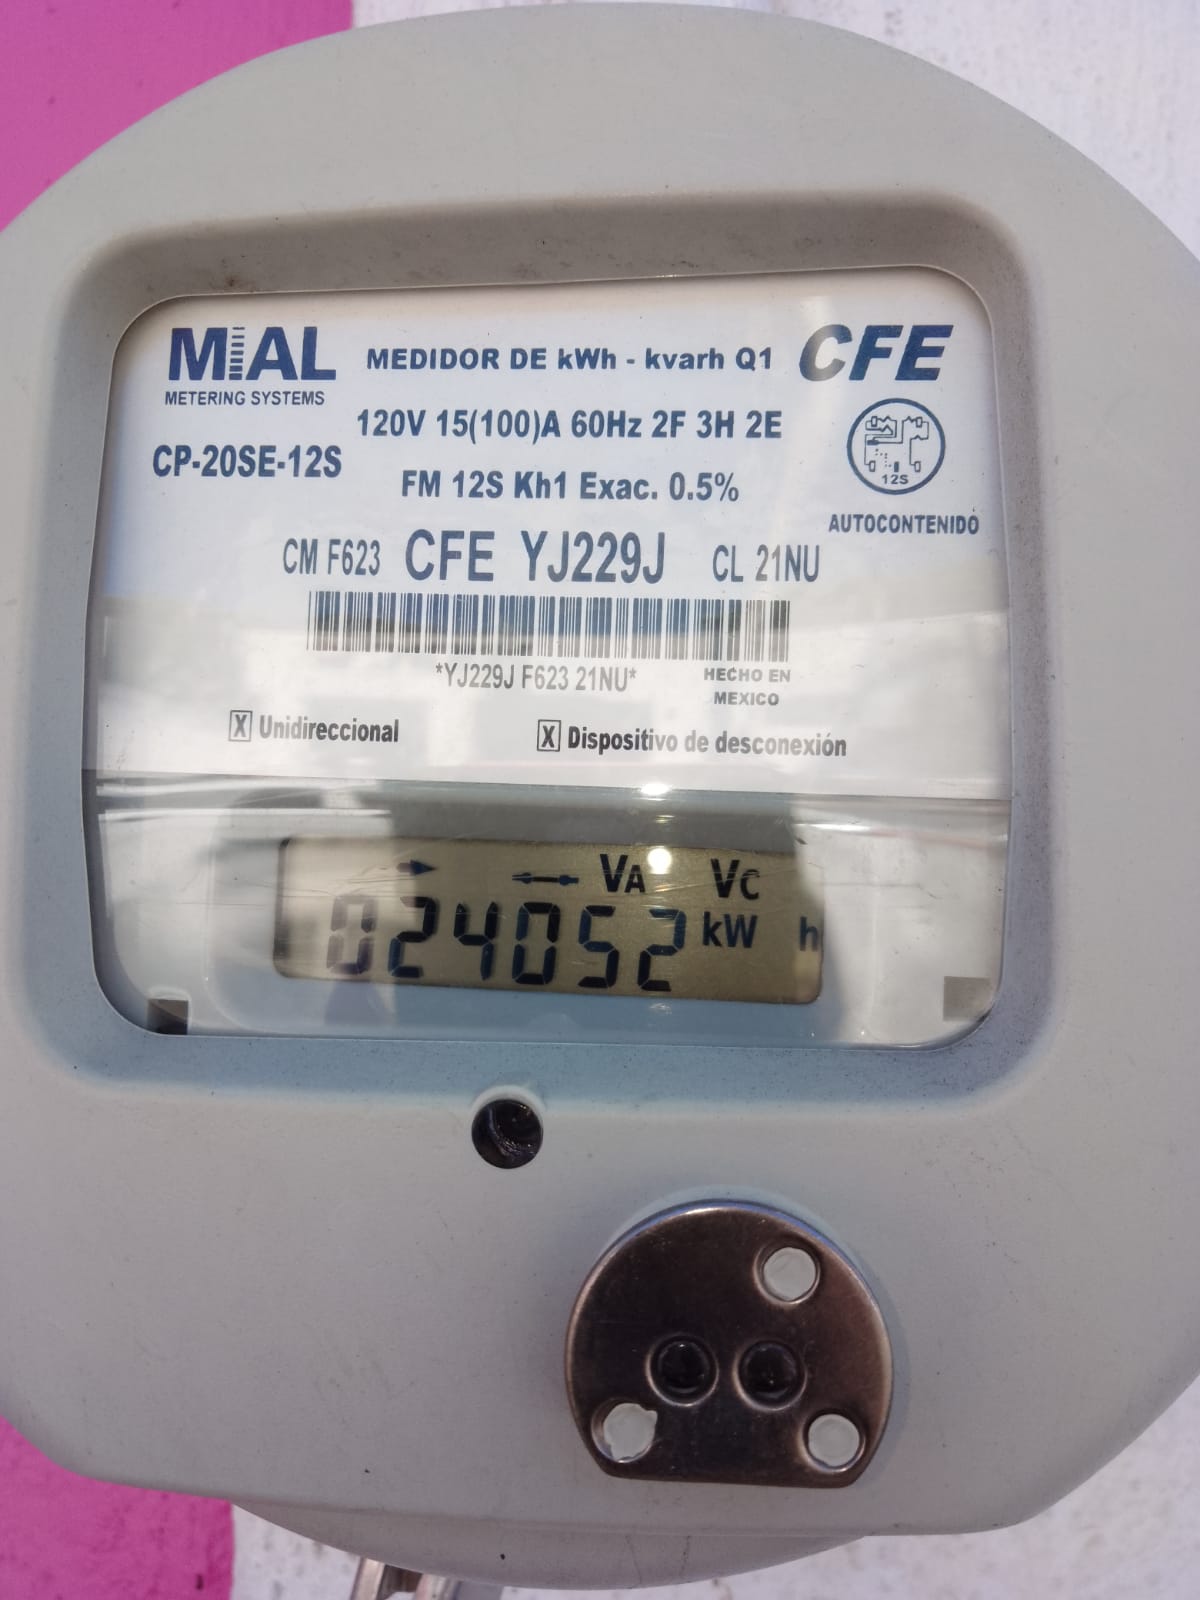 MIAL
METERING SYSTEMS
MEDIDOR DE kWh - kvarh Q1
CFE
120V 15(100)A 60Hz 2F 3H 2E
CP-20SE-12S
FM 12S Kh1 Exac. 0.5%
12S
AUTOCONTENIDO
CM F623 CFE YJ229J CL 21NU
*YJ229J F623 21NU*
HECHO EN
MEXICO
X Unidireccional
X Dispositivo de desconexión
VA VC
024052 kW h